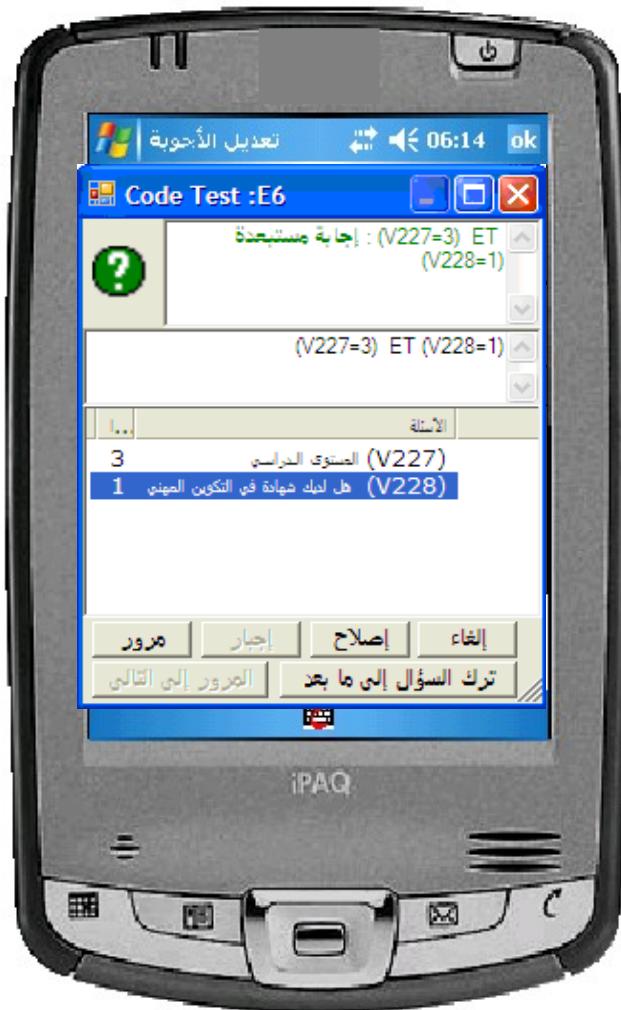 تعديل الأجوبة 06:14 ok
Code Test :E6
(V227=3) ET : إجابة مستبعدة
(V228=1)
(V227=3) ET (V228=1)
الأسئلة ا...
(V227) المستوى الدراسي 3
(V228) هل لديك شهادة في التكوين المهني 1
إلغاء إصلاح إجبار مرور
ترك السؤال إلى ما بعد المرور إلى التالي
iPAQ